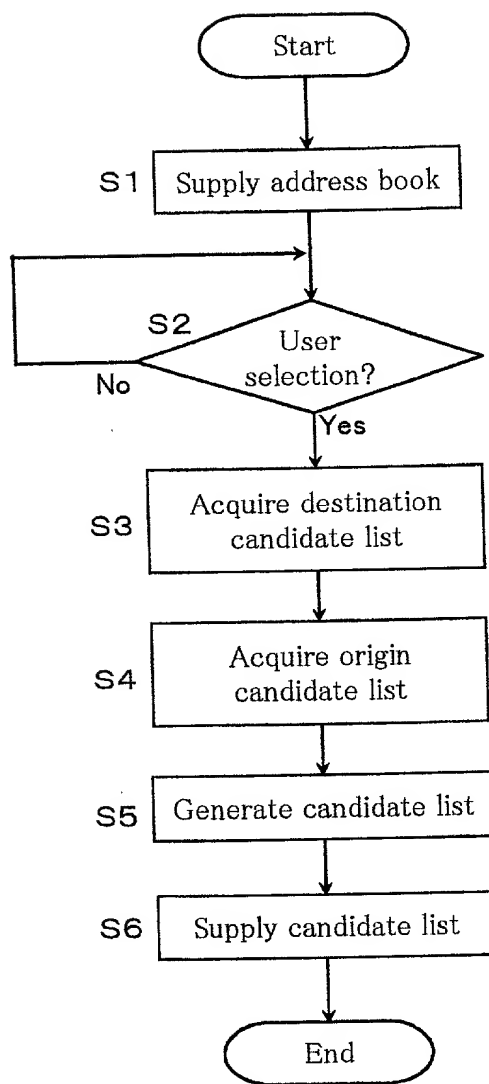 Start
S1
Supply address book
S2
User
selection?
No
Yes
S3
Acquire destination
candidate list
S4
Acquire origin
candidate list
S5
Generate candidate list
S6
Supply candidate list
End